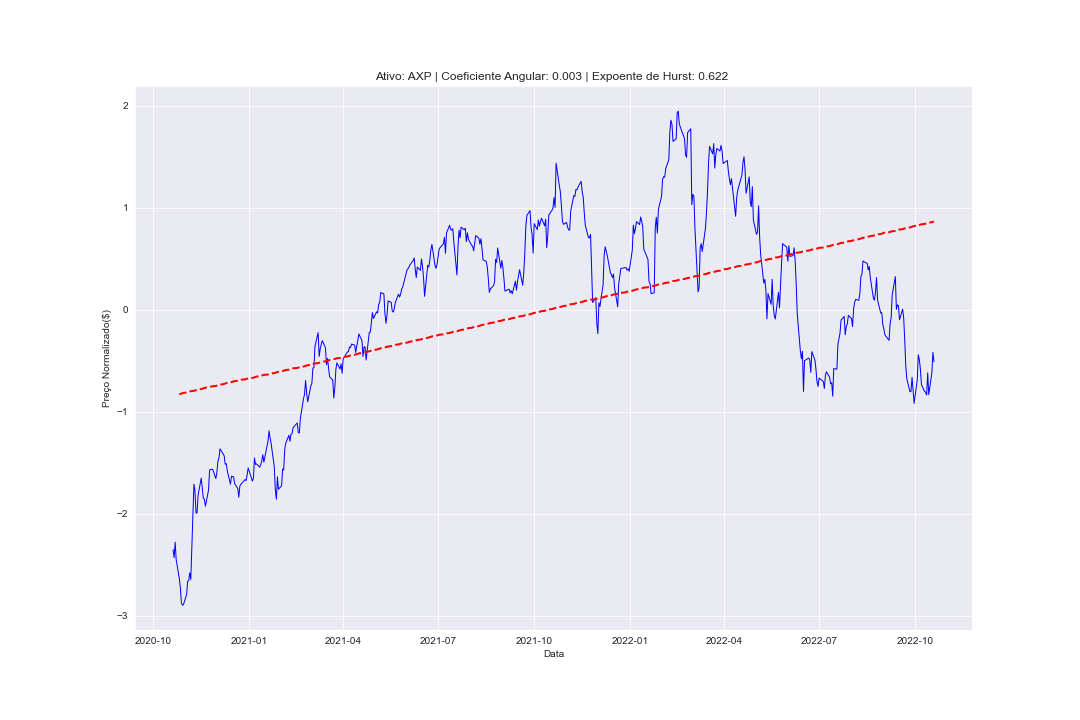 Ativo: AXP | Coeficiente Angular: 0.003 | Expoente de Hurst: 0.622
2
1
0
−1
−2
−3
Preço Normalizado($)
2020-10 2021-01 2021-04 2021-07 2021-10 2022-01 2022-04 2022-07 2022-10
Data